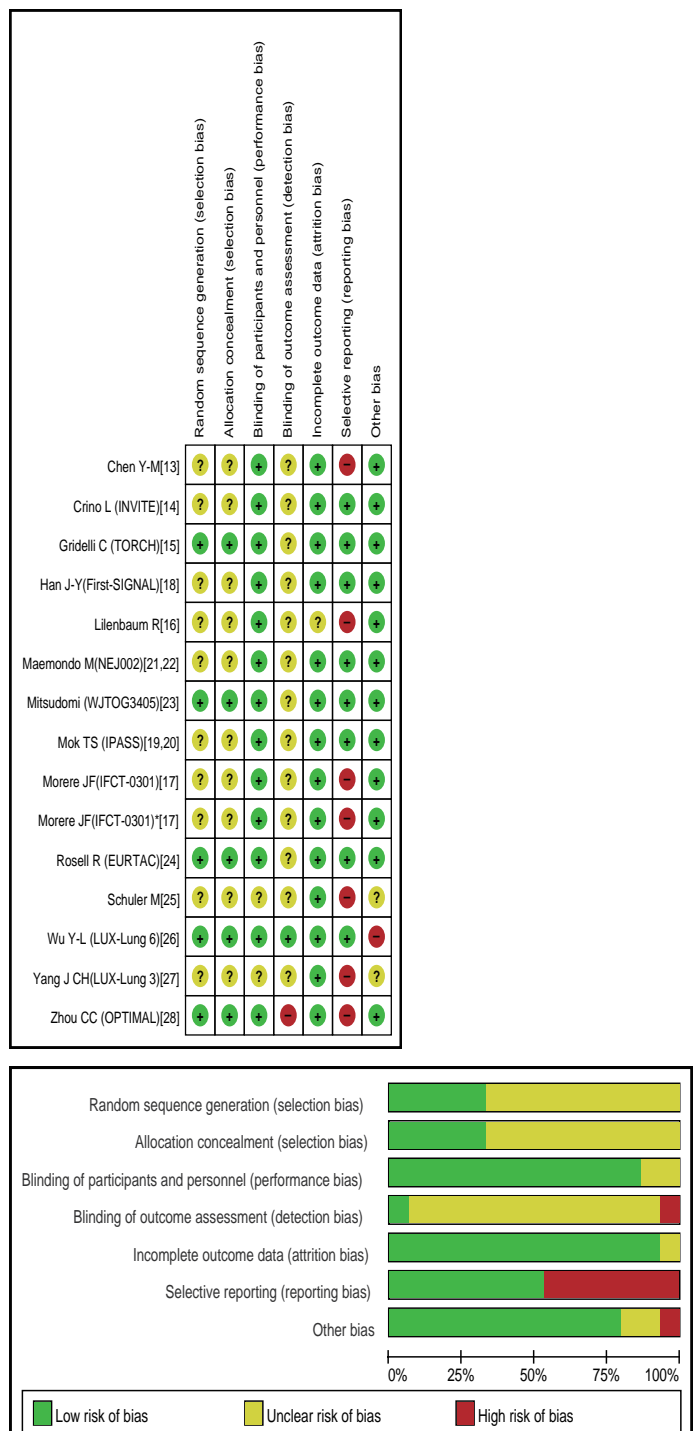 Random sequence generation (selection bias)
Allocation concealment (selection bias)
Blinding of participants and personnel (performance bias)
Blinding of outcome assessment (detection bias)
Incomplete outcome data (attrition bias)
Selective reporting (reporting bias)
Other bias
Chen Y-M[13] ? ? + ? + − +
Crino L (INVITE)[14] ? ? + ? + + +
Gridelli C (TORCH)[15] + + + ? + + +
Han J-Y(First-SIGNAL)[18] ? ? + ? + + +
Lilenbaum R[16] ? ? + ? ? − +
Maemondo M(NEJ002)[21,22] ? ? + ? + + +
Mitsudomi (WJTOG3405)[23] + + + ? + + +
Mok TS (IPASS)[19,20] ? ? + ? + + +
Morere JF(IFCT-0301)[17] ? ? + ? + − +
Morere JF(IFCT-0301)*[17] ? ? + ? + − +
Rosell R (EURTAC)[24] + + + ? + + +
Schuler M[25] ? ? ? ? + − ?
Wu Y-L (LUX-Lung 6)[26] + + + + + + −
Yang J CH(LUX-Lung 3)[27] ? ? ? ? + − ?
Zhou CC (OPTIMAL)[28] + + + − + − +
Random sequence generation (selection bias)
Allocation concealment (selection bias)
Blinding of participants and personnel (performance bias)
Blinding of outcome assessment (detection bias)
Incomplete outcome data (attrition bias)
Selective reporting (reporting bias)
Other bias
0% 25% 50% 75% 100%
Low risk of bias Unclear risk of bias High risk of bias